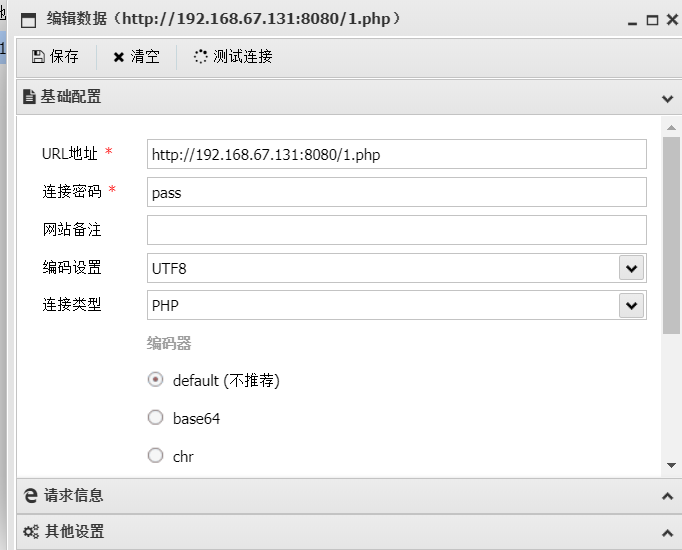 编辑数据（http://192.168.67.131:8080/1.php）
保存 清空 测试连接
基础配置
URL地址 * http://192.168.67.131:8080/1.php
连接密码 * pass
网站备注
编码设置 UTF8
连接类型 PHP
编码器
default (不推荐)
base64
chr
请求信息
其他设置